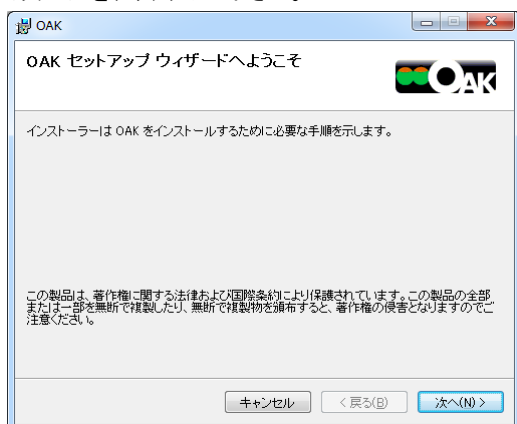 OAK
OAK セットアップ ウィザードへようこそ
OAK
インストーラーは OAK をインストールするために必要な手順を示します。
この製品は、著作権に関する法律および国際条約により保護されています。この製品の全部
または一部を無断で複製したり、無断で複製物を頒布すると、著作権の侵害となりますのでご
注意ください。
キャンセル
< 戻る(B)
次へ(N) >